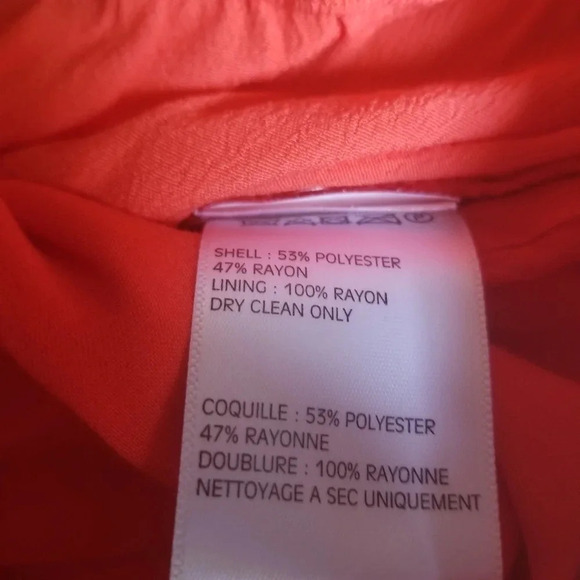 SHELL : 53% POLYESTER
47% RAYON
LINING : 100% RAYON
DRY CLEAN ONLY
COQUILLE : 53% POLYESTER
47% RAYONNE
DOUBLURE : 100% RAYONNE
NETTOYAGE A SEC UNIQUEMENT